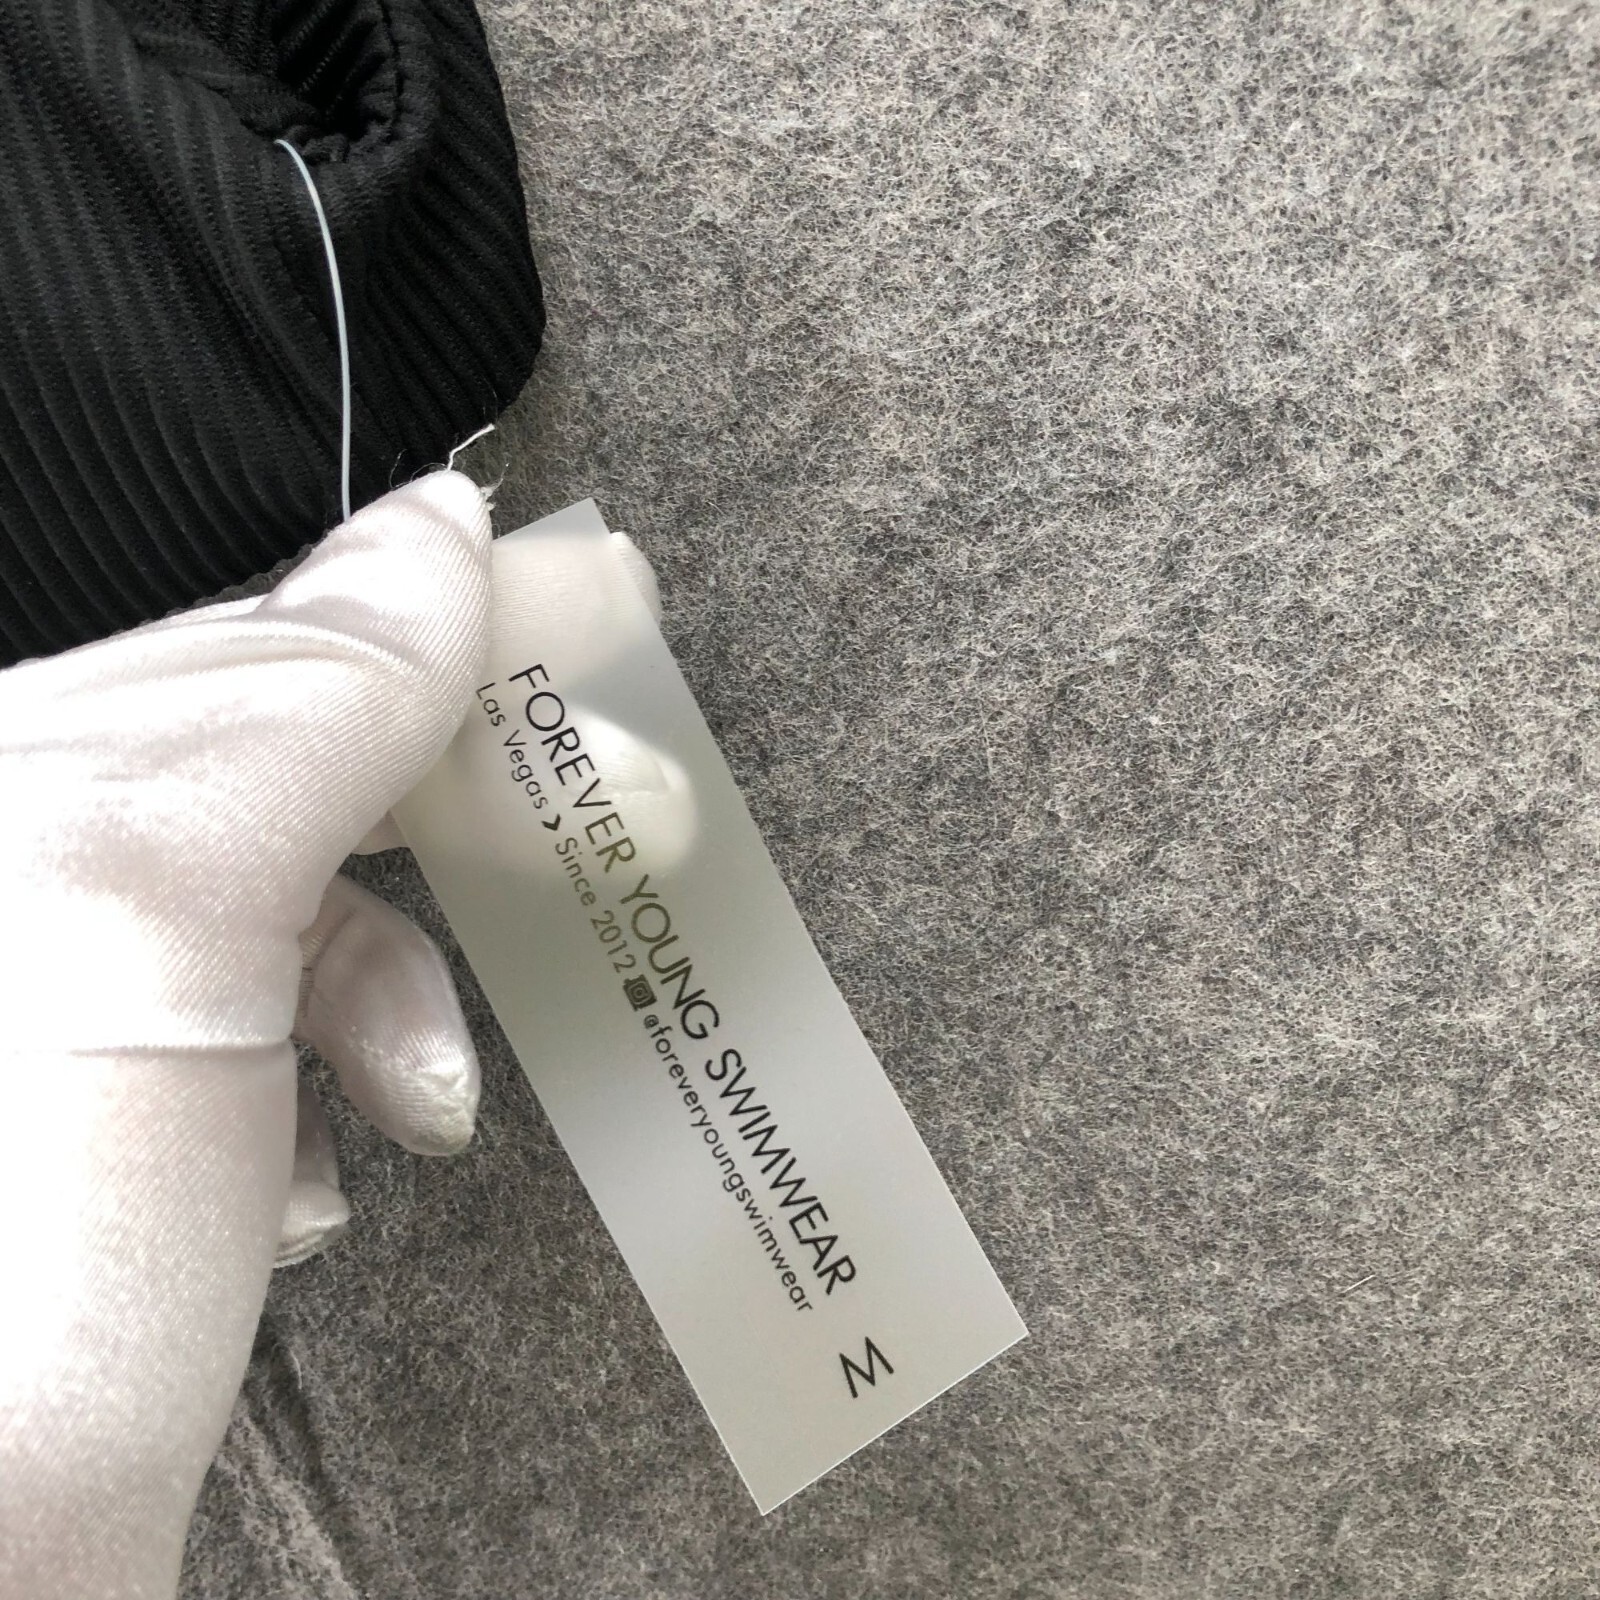 FOREVER YOUNG SWIMWEAR
Las Vegas > Since 2012 @foreveryoungswimwear
M